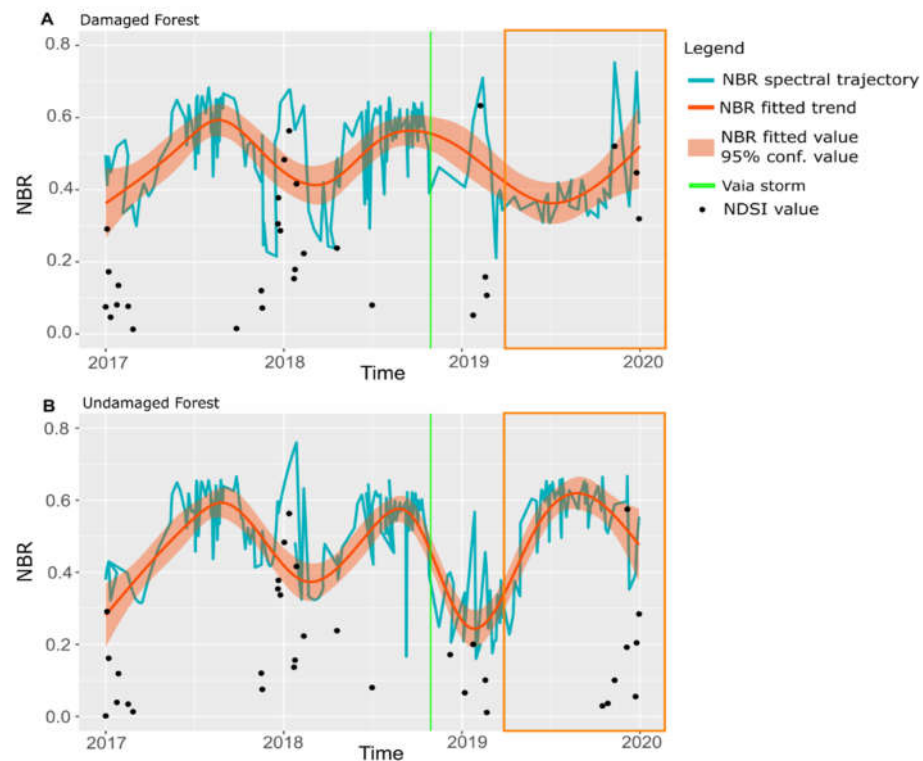 A Damaged Forest
0.8
0.6
0.4
0.2
0.0
NBR
2017 2018 2019 2020
Time
Legend
NBR spectral trajectory
NBR fitted trend
NBR fitted value
95% conf. value
Vaia storm
NDSI value
B Undamaged Forest
0.8
0.6
0.4
0.2
0.0
NBR
2017 2018 2019 2020
Time